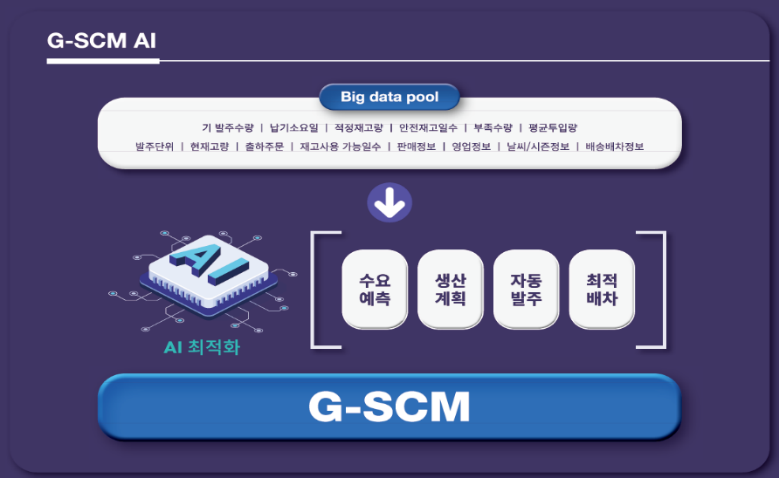 G-SCM AI
Big data pool
기 발주수량 | 납기소요일 | 적정재고량 | 안전재고일수 | 부족수량 | 평균투입량
발주단위 | 현재고량 | 출하주문 | 재고사용 가능일수 | 판매정보 | 영업정보 | 날씨/시즌정보 | 배송배차정보
AI
수요
예측
생산
계획
자동
발주
최적
배차
AI 최적화
G-SCM